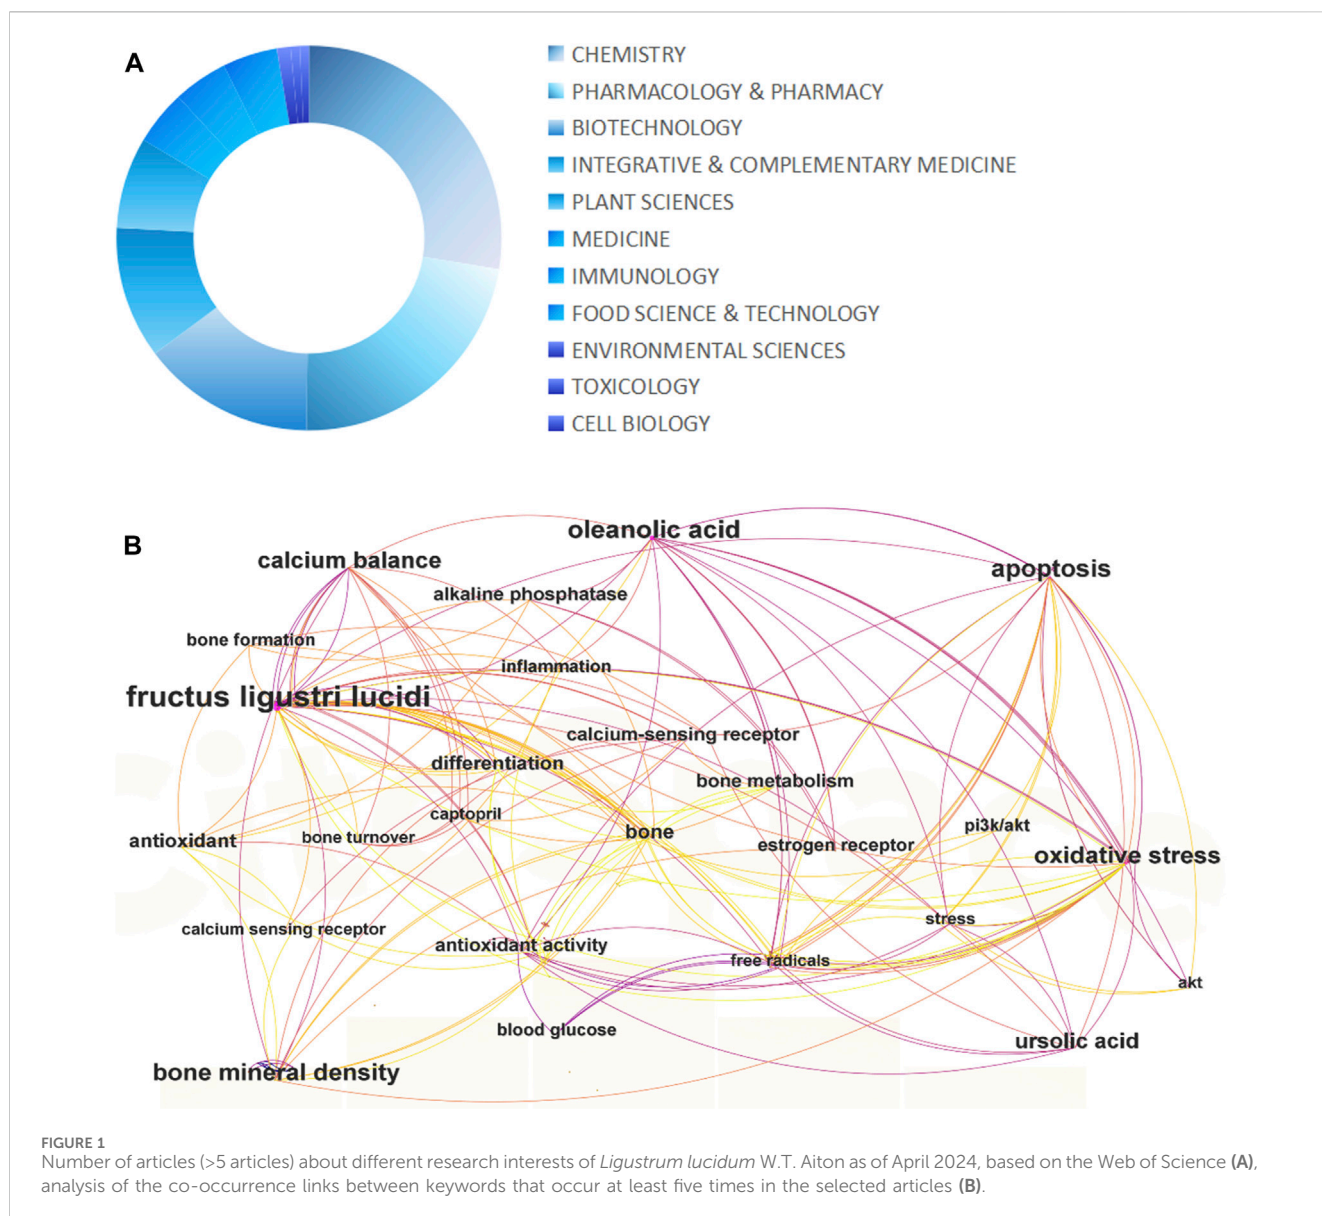 A
CHEMISTRY
PHARMACOLOGY & PHARMACY
BIOTECHNOLOGY
INTEGRATIVE & COMPLEMENTARY MEDICINE
PLANT SCIENCES
MEDICINE
IMMUNOLOGY
FOOD SCIENCE & TECHNOLOGY
ENVIRONMENTAL SCIENCES
TOXICOLOGY
CELL BIOLOGY
B
oleanolic acid
calcium balance
apoptosis
alkaline phosphatase
bone formation
inflammation
fructus ligustri lucidi
calcium-sensing receptor
differentiation
bone metabolism
captopril
pi3k/akt
bone
antioxidant
bone turnover
estrogen receptor
oxidative stress
stress
calcium sensing receptor
antioxidant activity
free radicals
akt
blood glucose
ursolic acid
bone mineral density
FIGURE 1
Number of articles (>5 articles) about different research interests of Ligustrum lucidum W.T. Aiton as of April 2024, based on the Web of Science (A),
analysis of the co-occurrence links between keywords that occur at least five times in the selected articles (B).